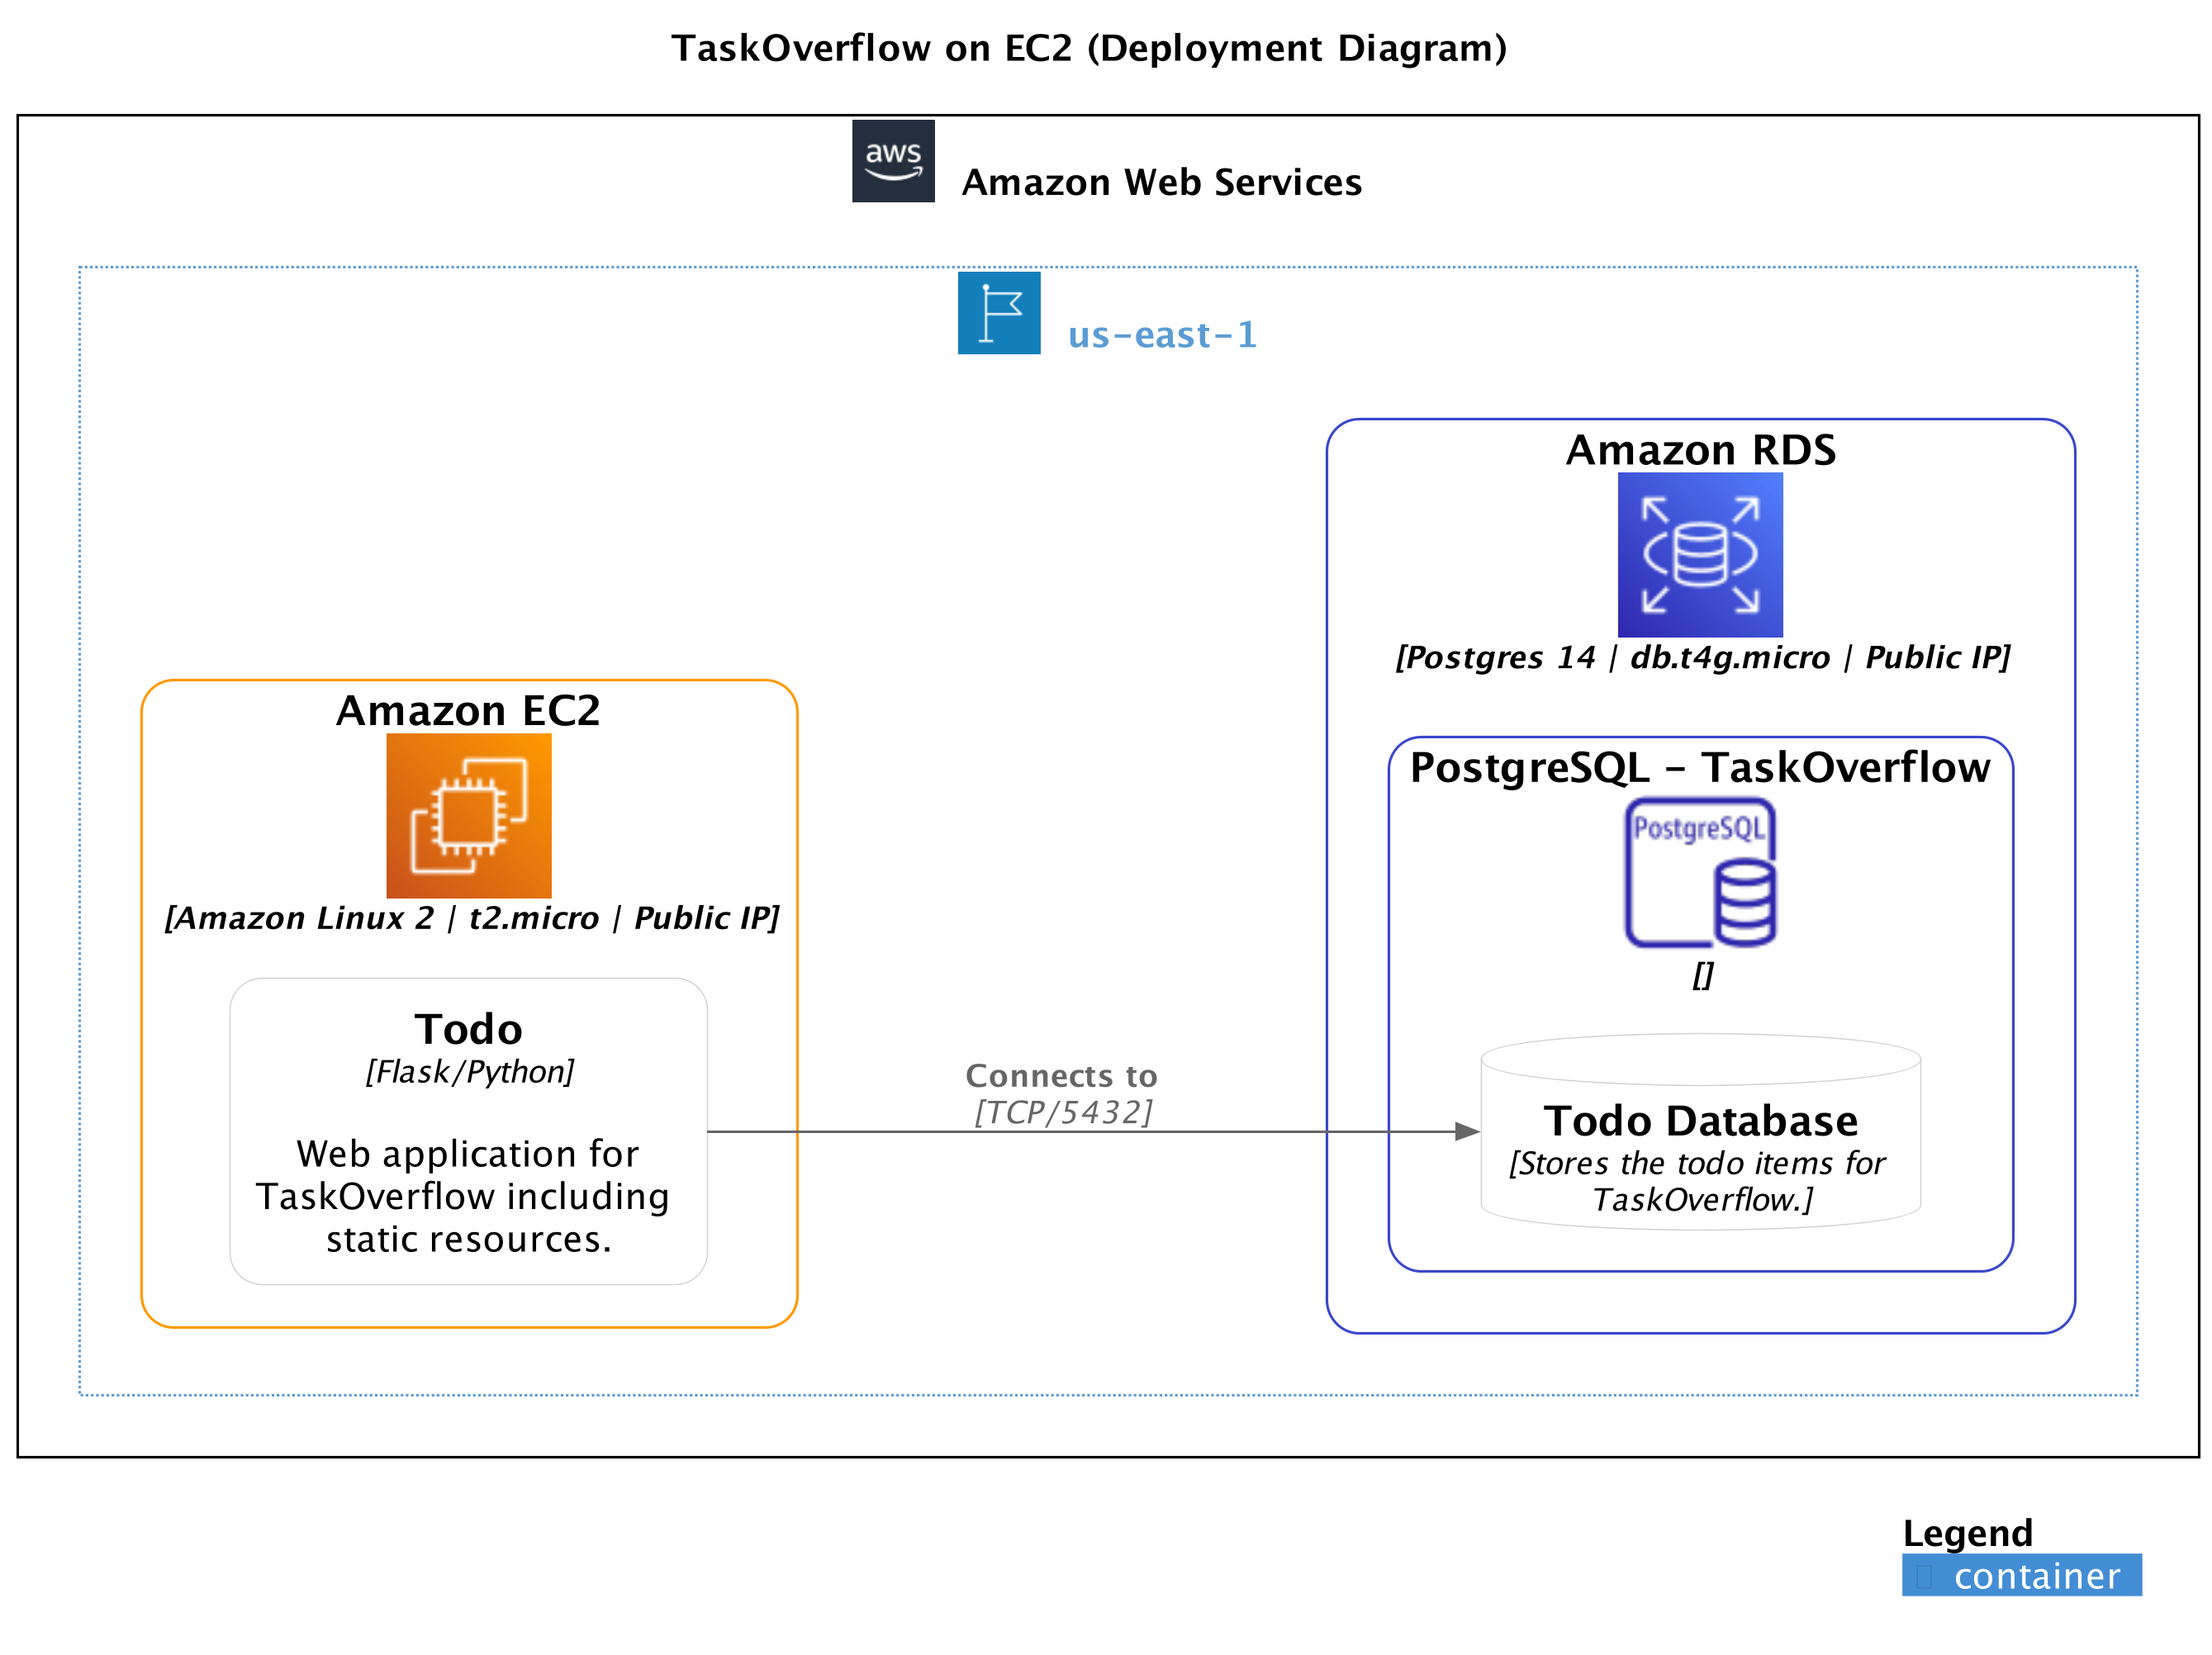 TaskOverflow on EC2 (Deployment Diagram)
aws
Amazon Web Services
us-east-1
Amazon RDS
[Postgres 14 | db.t4g.micro | Public IP]
Amazon EC2
[Amazon Linux 2 | t2.micro | Public IP]
PostgreSQL - TaskOverflow
PostgreSQL
[]
Todo
[Flask/Python]
Web application for
TaskOverflow including
static resources.
Connects to
[TCP/5432]
Todo Database
[Stores the todo items for
TaskOverflow.]
Legend
container